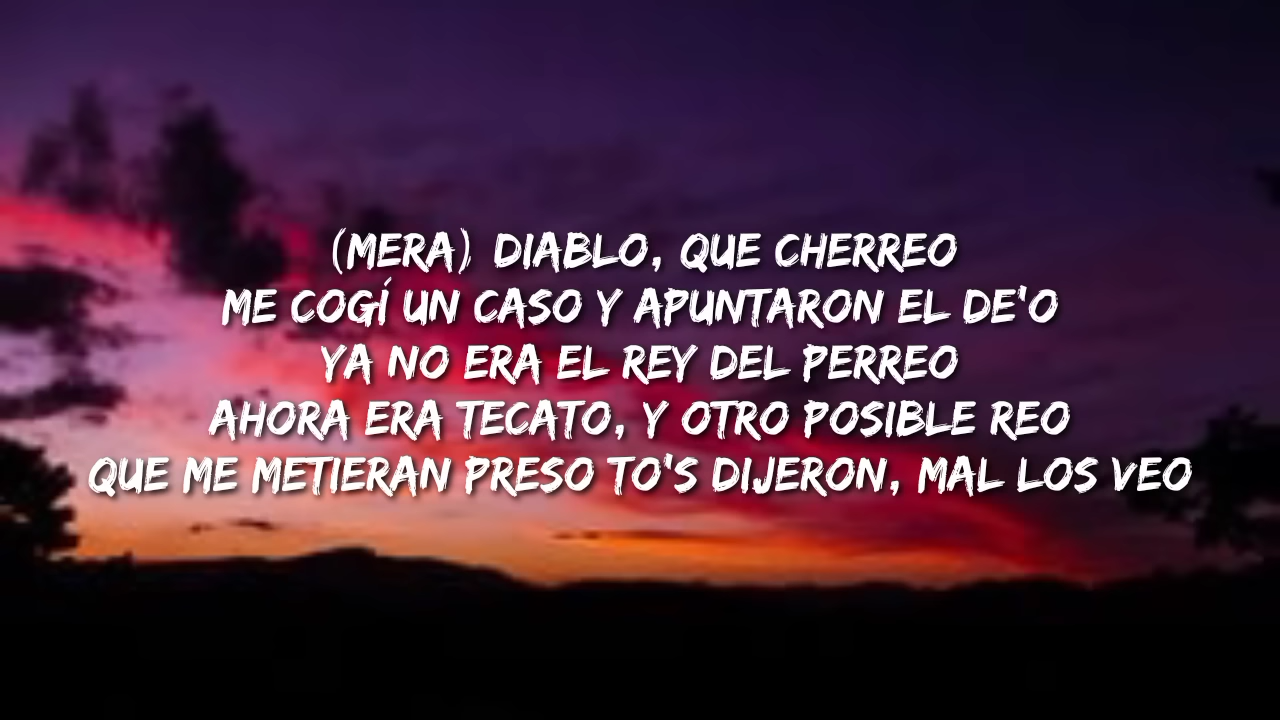 (MERA) DIABLO, QUE CHERREO
ME COGÍ UN CASO Y APUNTARON EL DE'O
YA NO ERA EL REY DEL PERREO
AHORA ERA TECATO, Y OTRO POSIBLE REO
QUE ME METIERAN PRESO TO'S DIJERON, MAL LOS VEO